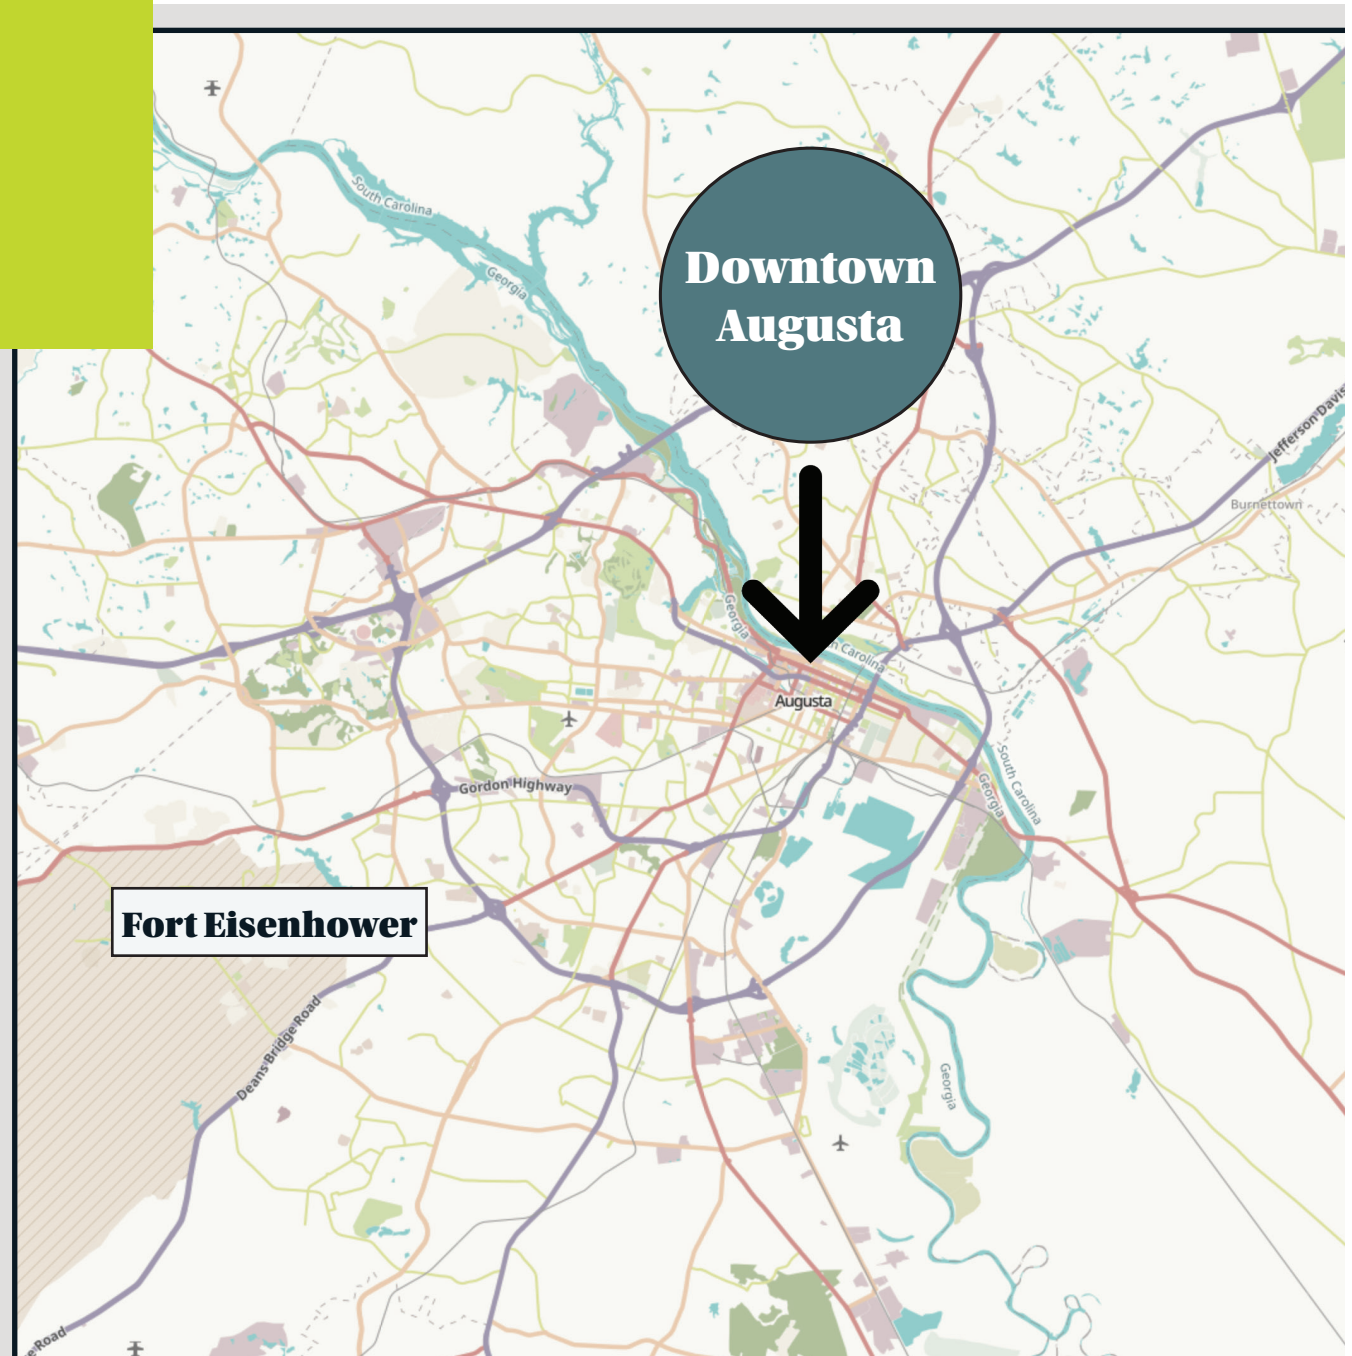 South Carolina
Georgia
Downtown
Augusta
Jefferson Davis
Burnettown
Georgia
Carolina
Augusta
South Carolina
Georgia
Gordon Highway
Fort Eisenhower
Deans Bridge Road
Georgia
Road